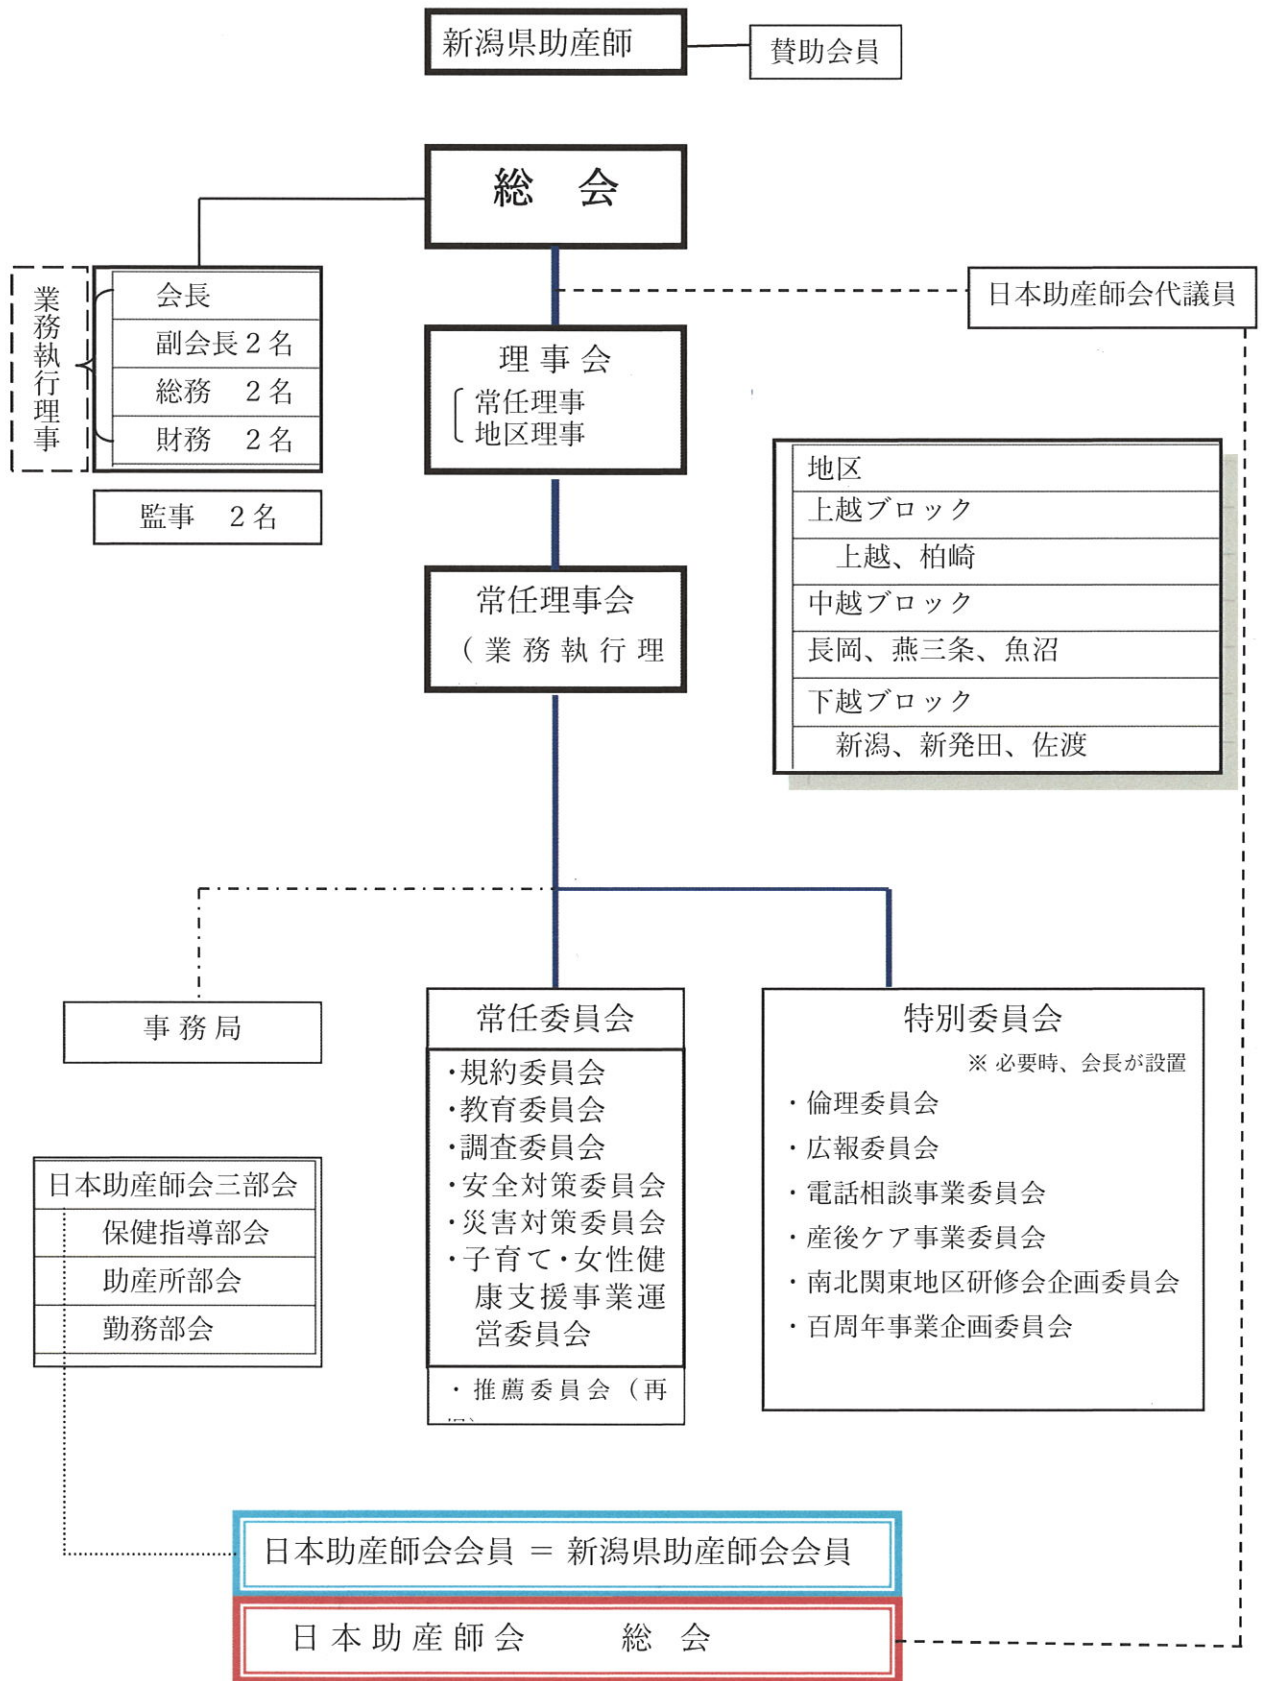 新潟県助産師
賛助会員
総　会
日本助産師会代議員
業務執行理事
会長
副会長２名
総務　２名
財務　２名
監事　２名
理事会
常任理事
地区理事
常任理事会
（業務執行理
地区
上越ブロック
上越、柏崎
中越ブロック
長岡、燕三条、魚沼
下越ブロック
新潟、新発田、佐渡
事務局
日本助産師会三部会
保健指導部会
助産所部会
勤務部会
常任委員会
・規約委員会
・教育委員会
・調査委員会
・安全対策委員会
・災害対策委員会
・子育て・女性健
康支援事業運
営委員会
・推薦委員会（再
特別委員会
※ 必要時、会長が設置
・倫理委員会
・広報委員会
・電話相談事業委員会
・産後ケア事業委員会
・南北関東地区研修会企画委員会
・百周年事業企画委員会
日本助産師会会員 ＝ 新潟県助産師会会員
日本助産師会　　総　会